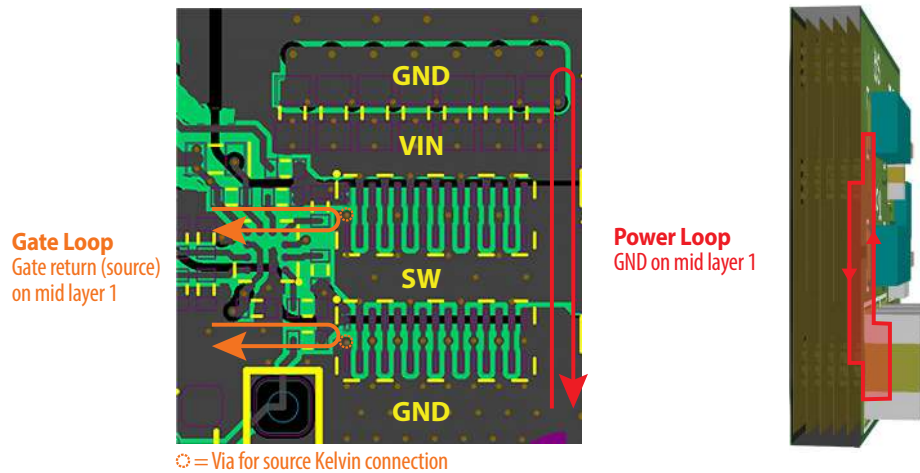 GND
VIN
Gate Loop
Gate return (source)
on mid layer 1
SW
Power Loop
GND on mid layer 1
GND
= Via for source Kelvin connection